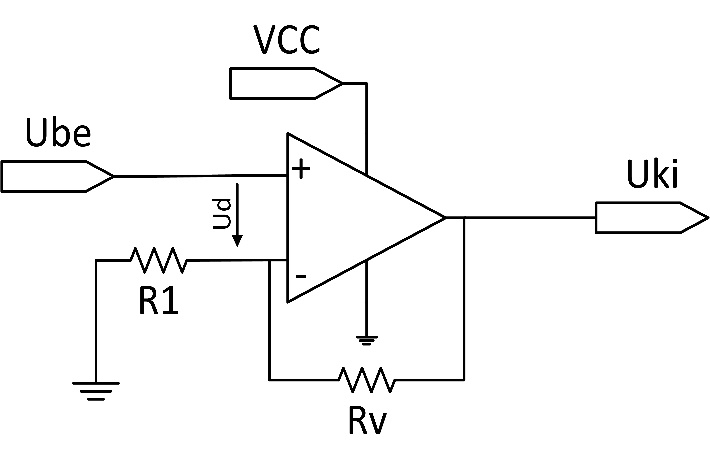 VCC
Ube
Uki
+
Ud
-
R1
Rv